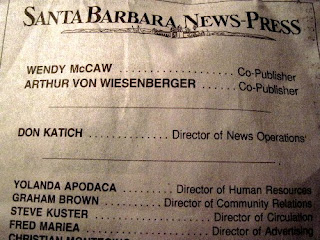 SANTA BARBARA NEWS-PRESS
WENDY McCAW .................... Co-Publisher
ARTHUR VON WIESENBERGER ....... Co-Publisher
DON KATICH ............. Director of News Operations
YOLANDA APODACA ........ Director of Human Resources
GRAHAM BROWN ........ Director of Community Relations
STEVE KUSTER ................ Director of Circulation
FRED MARIEA ................ Director of Advertising
CHRISTIAN